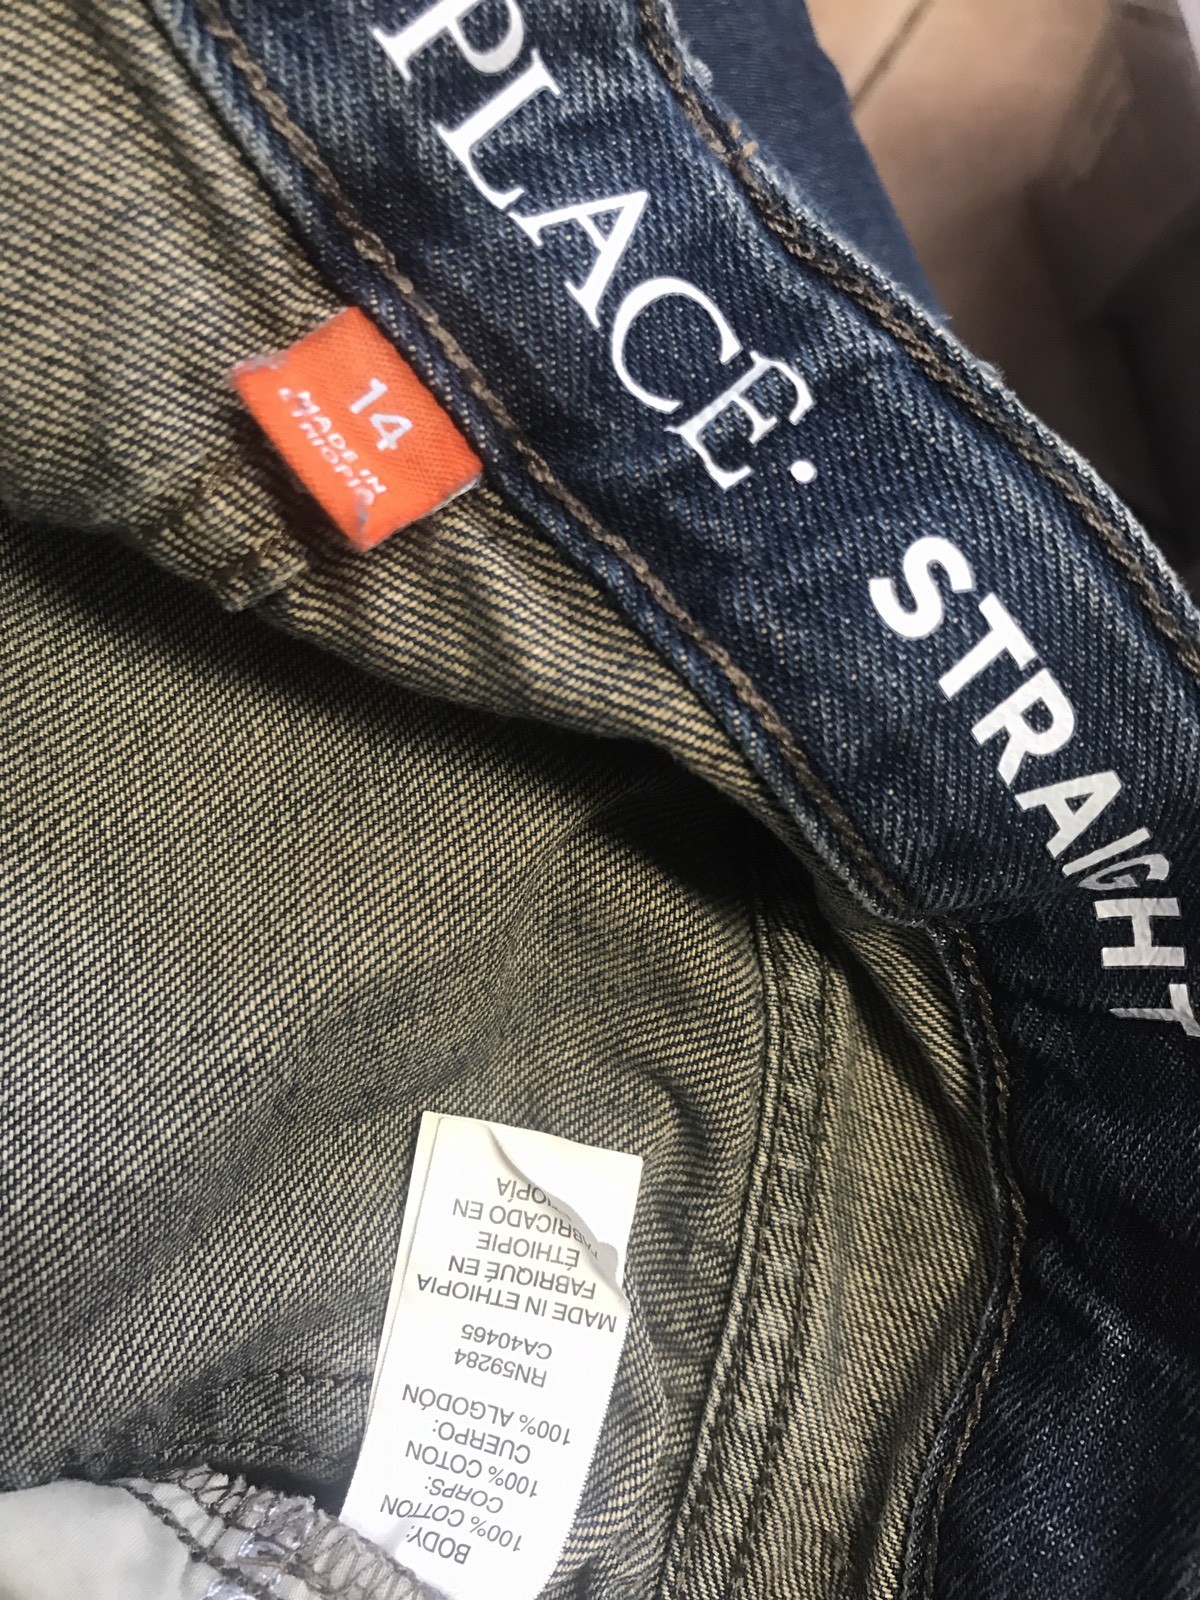 PLACE.
STRAIGHT
14
MADE IN
ETHIOPIA
BODY:
100% COTTON
CORPS:
100% COTON
CUERPO:
100% ALGODÓN
RN59284
CA40465
MADE IN ETHIOPIA
FABRIQUÉ EN
ÉTHIOPIE
FABRICADO EN